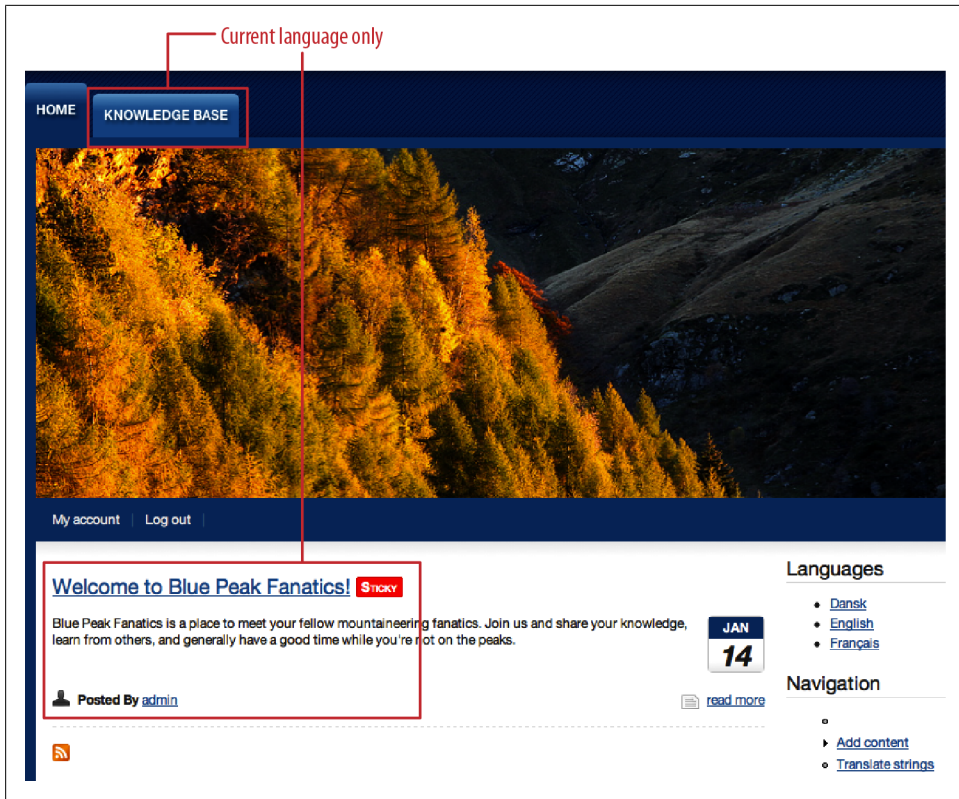 Current language only
HOME
KNOWLEDGE BASE
My account
Log out
Welcome to Blue Peak Fanatics! STICKY
Blue Peak Fanatics is a place to meet your fellow mountaineering fanatics. Join us and share your knowledge,
learn from others, and generally have a good time while you're not on the peaks.
JAN
14
Posted By admin
read more
Languages
Dansk
English
Français
Navigation
Add content
Translate strings